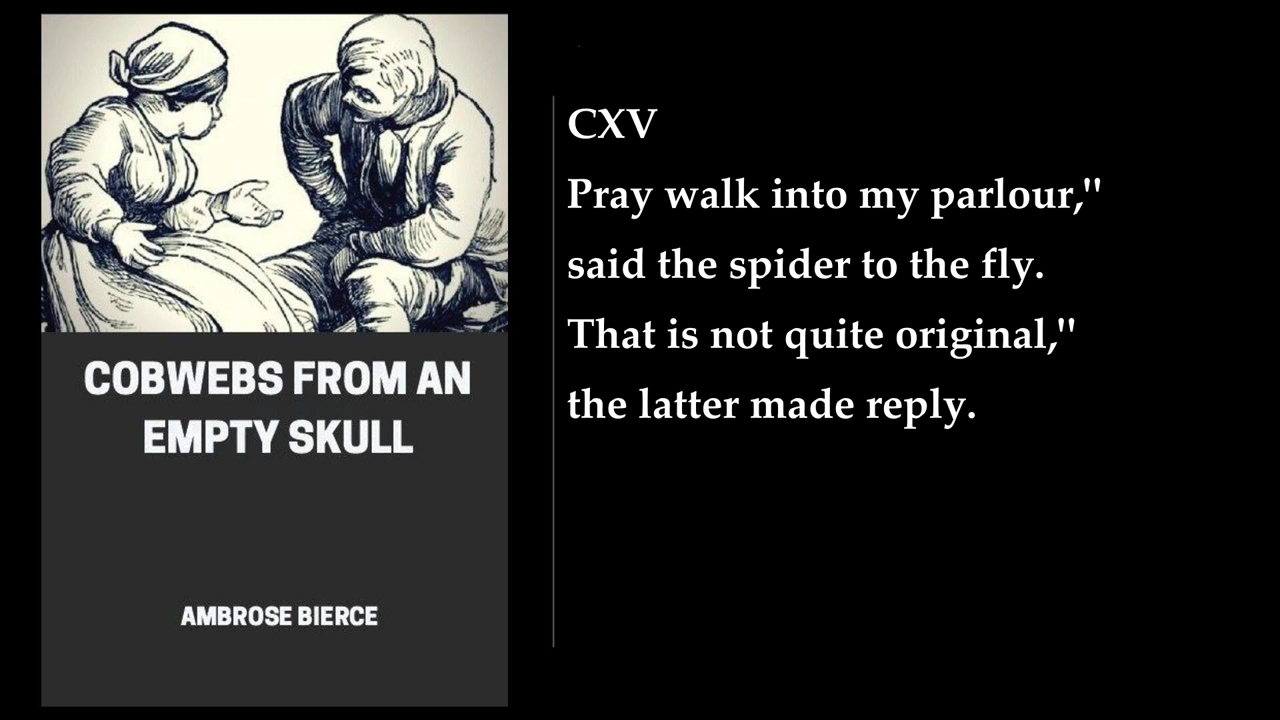 COBWEBS FROM AN
EMPTY SKULL
AMBROSE BIERCE
CXV
Pray walk into my parlour,"
said the spider to the fly.
That is not quite original,"
the latter made reply.